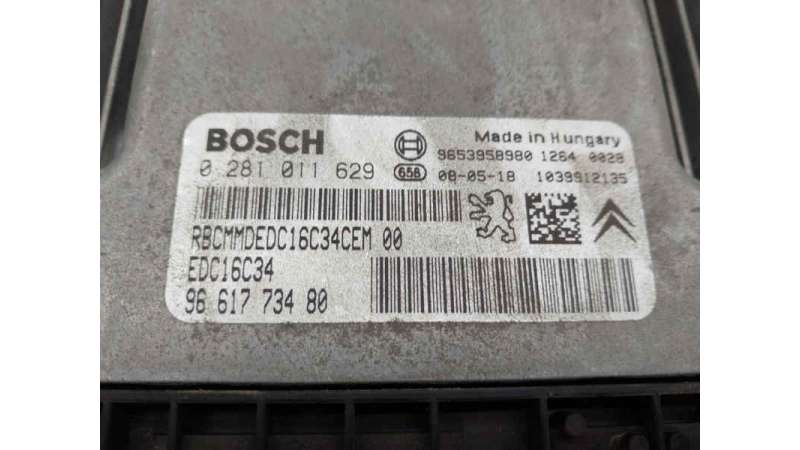 BOSCH
Made in Hungary
9653958980 1264 0028
0 281 011 629
656 08-05-18 1039912135
RBCMMDEDC16C34CEM 00
EDC16C34
96 617 734 80